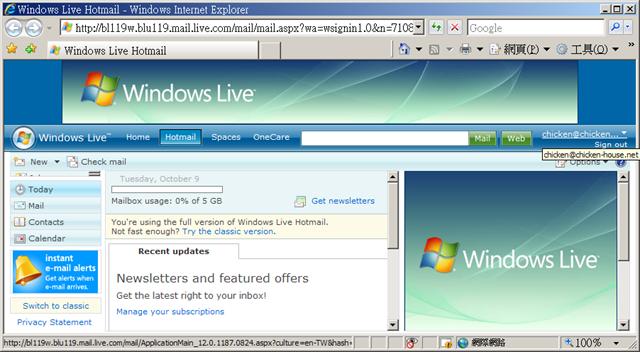 Windows Live Hotmail - Windows Internet Explorer
http://bl119w.blu119.mail.live.com/mail/mail.aspx?wa=wsignin1.0&n=7108
Google
Windows Live Hotmail
網頁(P)
工具(O)
Windows Live™
Windows Live™ Home Hotmail Spaces OneCare Mail Web chicken@chicken...
Sign out
chicken@chicken-house.net
New Check mail Options
Today
Mail
Contacts
Calendar
instant
e-mail alerts
Get alerts when
e-mail arrives.
Switch to classic
Privacy Statement
Tuesday, October 9
Mailbox usage: 0% of 5 GB Get newsletters
You're using the full version of Windows Live Hotmail.
Not fast enough? Try the classic version.
Recent updates
Newsletters and featured offers
Get the latest right to your inbox!
Manage your subscriptions
Windows Live™
http://bl119w.blu119.mail.live.com/mail/ApplicationMain_12.0.1187.0824.aspx?culture=en-TW&hash=
網際網路
100%